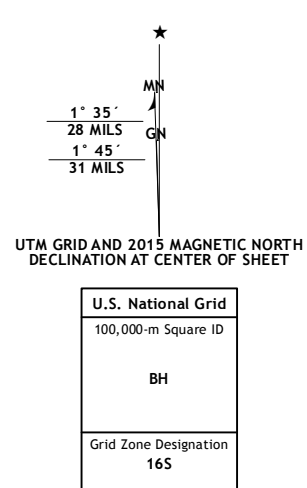 ★
MN
1° 35´
28 MILS
GN
1° 45´
31 MILS
UTM GRID AND 2015 MAGNETIC NORTH
DECLINATION AT CENTER OF SHEET
U.S. National Grid
100,000-m Square ID
BH
Grid Zone Designation
16S